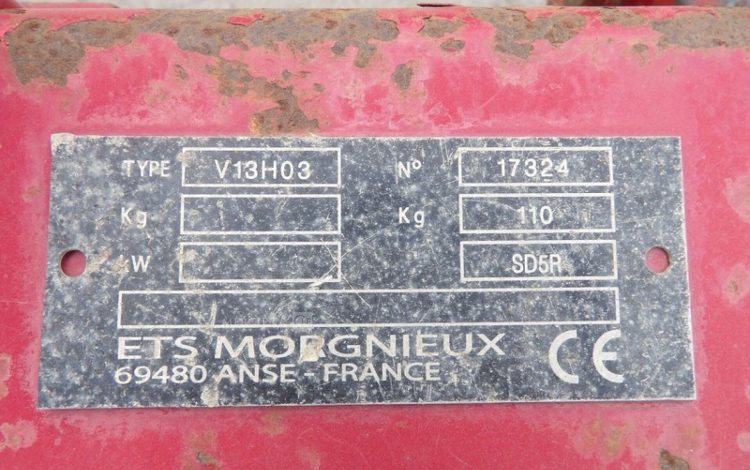 TYPE V13H03 N° 17324
Kg Kg 110
W SD5R
ETS MORGNIEUX
69480 ANSE - FRANCE
CE